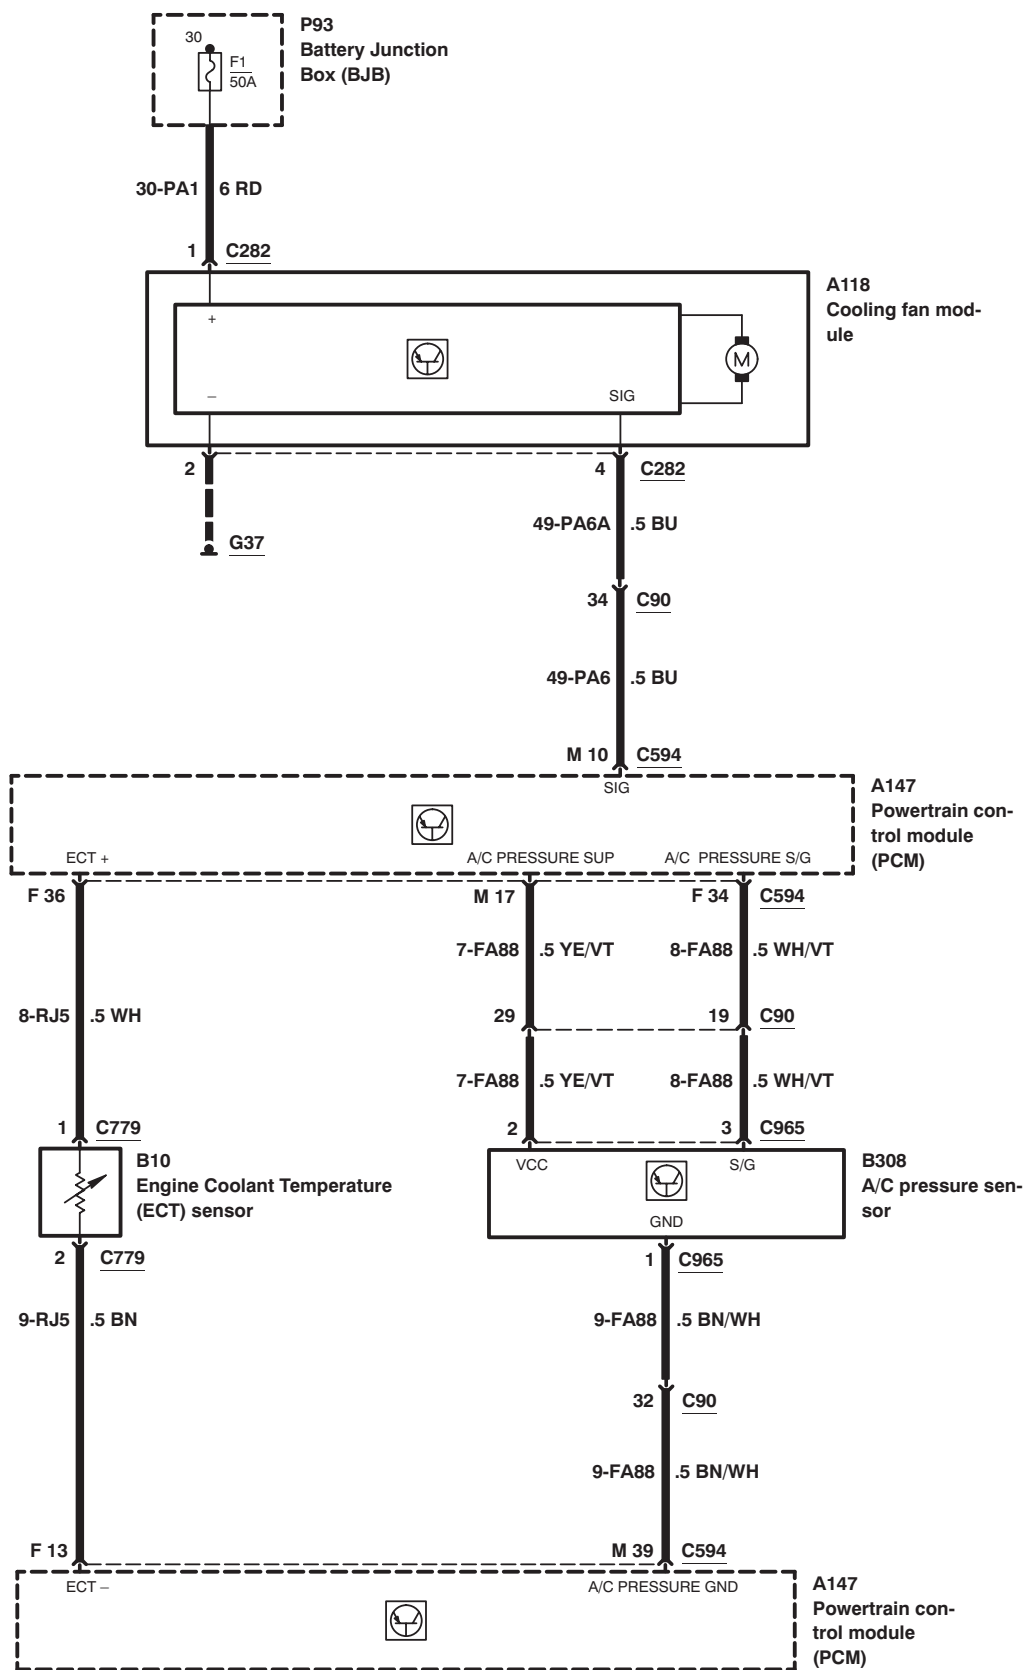 P93
Battery Junction
Box (BJB)
30
F1
50A
30-PA1 6 RD
1 C282
A118
Cooling fan mod-
ule
+
M
– SIG
2 4 C282
G37
49-PA6A .5 BU
34 C90
49-PA6 .5 BU
M 10 C594
SIG
A147
Powertrain con-
trol module
(PCM)
ECT + A/C PRESSURE SUP A/C PRESSURE S/G
F 36 M 17 F 34 C594
7-FA88 .5 YE/VT 8-FA88 .5 WH/VT
8-RJ5 .5 WH 29 19 C90
7-FA88 .5 YE/VT 8-FA88 .5 WH/VT
1 C779 2 3 C965
B10
Engine Coolant Temperature
(ECT) sensor
VCC S/G
GND
B308
A/C pressure sen-
sor
2 C779 1 C965
9-RJ5 .5 BN 9-FA88 .5 BN/WH
32 C90
9-FA88 .5 BN/WH
F 13 M 39 C594
ECT – A/C PRESSURE GND
A147
Powertrain con-
trol module
(PCM)